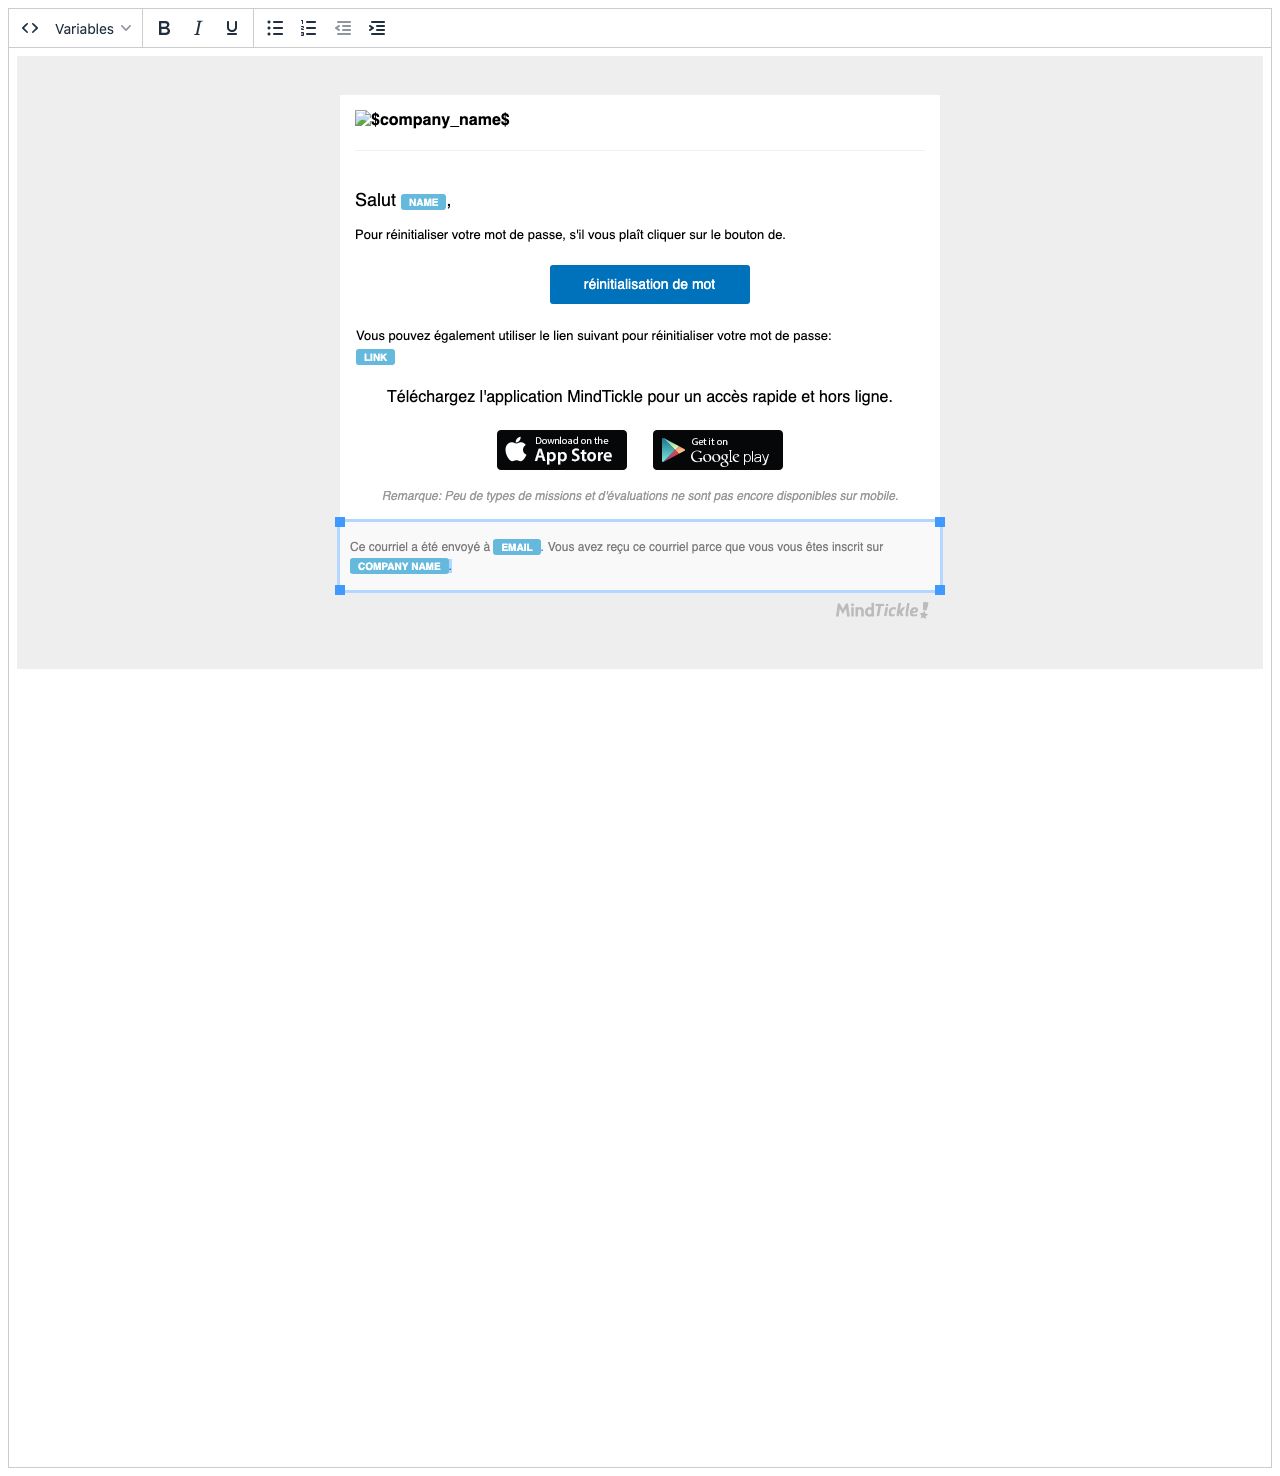 Variables
$company_name$
Salut NAME,
Pour réinitialiser votre mot de passe, s'il vous plaît cliquer sur le bouton de.
réinitialisation de mot
Vous pouvez également utiliser le lien suivant pour réinitialiser votre mot de passe:
LINK
Téléchargez l'application MindTickle pour un accès rapide et hors ligne.
Download on the
App Store
Get it on
Google play
Remarque: Peu de types de missions et d'évaluations ne sont pas encore disponibles sur mobile.
Ce courriel a été envoyé à EMAIL. Vous avez reçu ce courriel parce que vous vous êtes inscrit sur
COMPANY NAME.
MindTickle!